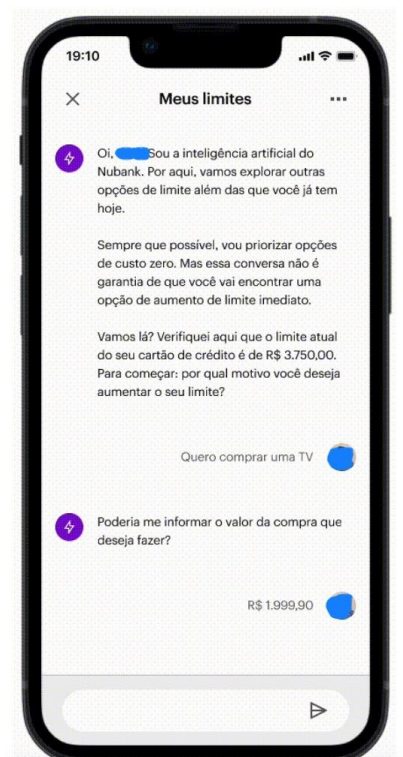 19:10
Meus limites
Oi, Sou a inteligência artificial do
Nubank. Por aqui, vamos explorar outras
opções de limite além das que você já tem
hoje.
Sempre que possível, vou priorizar opções
de custo zero. Mas essa conversa não é
garantia de que você vai encontrar uma
opção de aumento de limite imediato.
Vamos lá? Verifiquei aqui que o limite atual
do seu cartão de crédito é de R$ 3.750,00.
Para começar: por qual motivo você deseja
aumentar o seu limite?
Quero comprar uma TV
Poderia me informar o valor da compra que
deseja fazer?
R$ 1.999,90